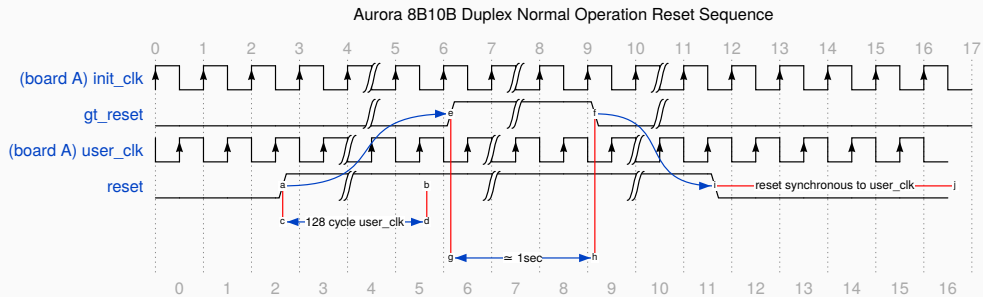 Aurora 8B10B Duplex Normal Operation Reset Sequence
0 1 2 3 4 5 6 7 8 9 10 11 12 13 14 15 16 17
(board A) init_clk
gt_reset e f
(board A) user_clk
reset a b i reset synchronous to user_clk j
c 128 cycle user_clk d
g ≃ 1sec h
0 1 2 3 4 5 6 7 8 9 10 11 12 13 14 15 16